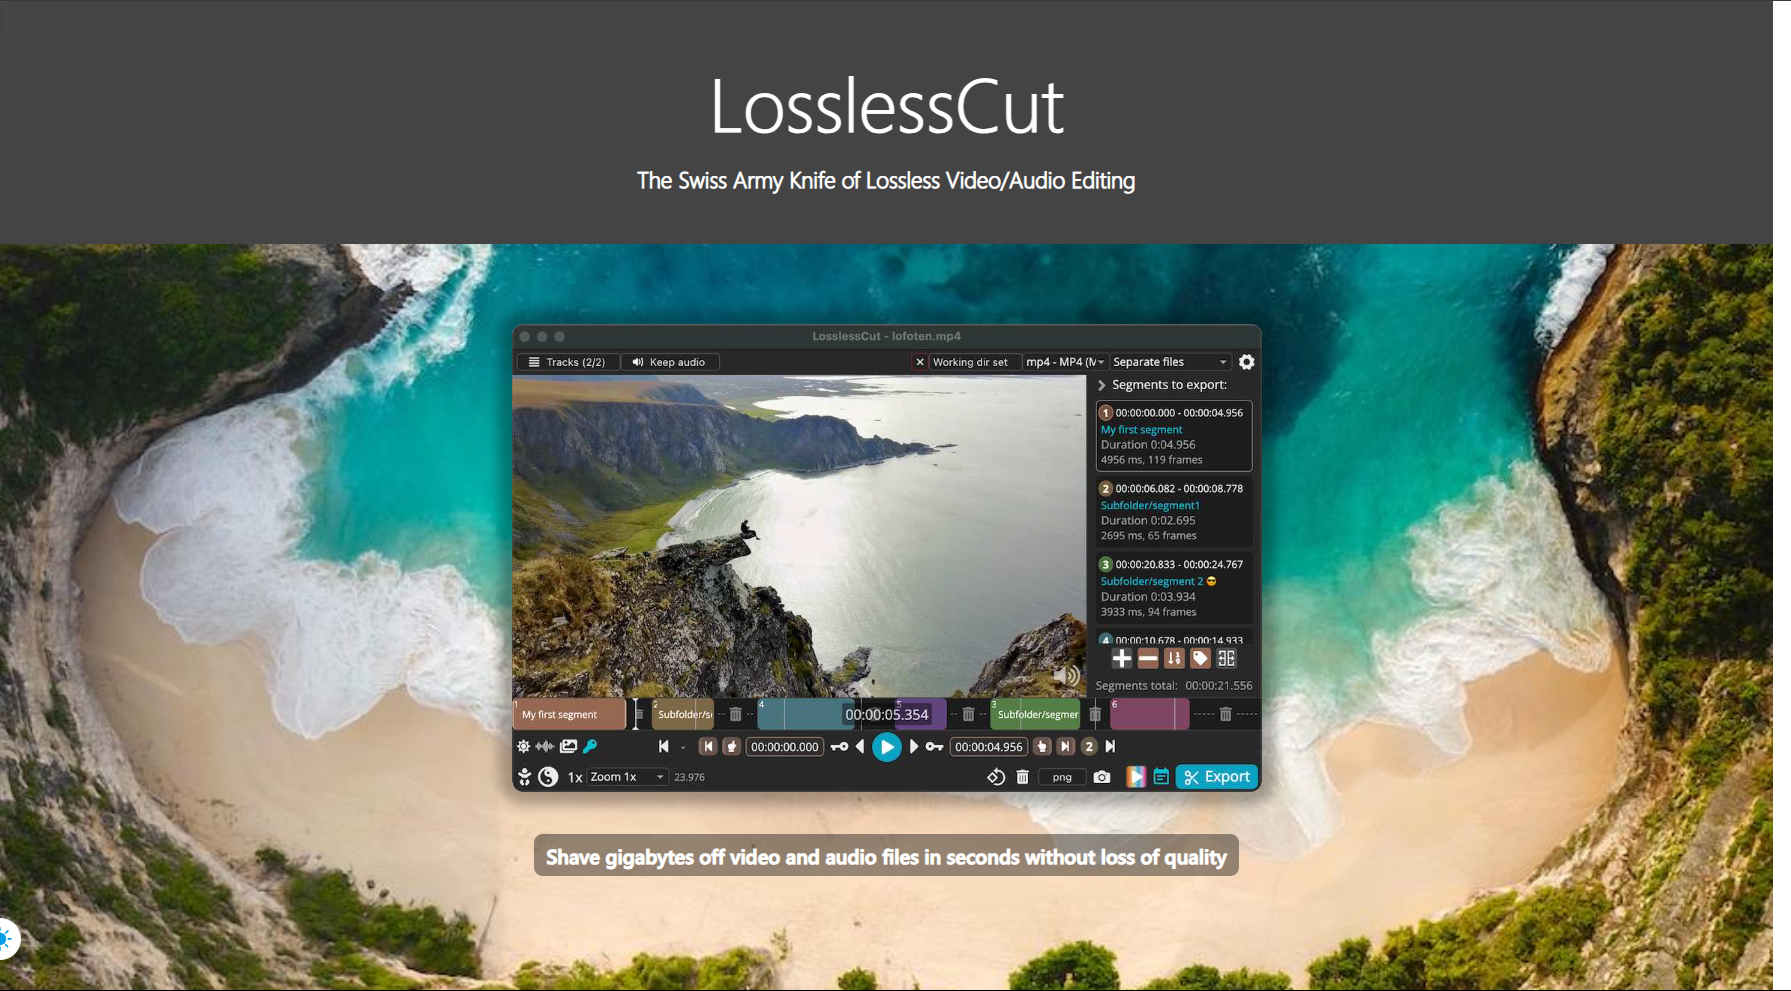 LosslessCut
The Swiss Army Knife of Lossless Video/Audio Editing
LosslessCut - lofoten.mp4
Tracks (2/2)
Keep audio
Working dir set
mp4 - MP4 (M
Separate files
Segments to export:
1 00:00:00.000 - 00:00:04.956
My first segment
Duration 0:04.956
4956 ms, 119 frames
2 00:00:06.082 - 00:00:08.778
Subfolder/segment1
Duration 0:02.695
2695 ms, 65 frames
3 00:00:20.833 - 00:00:24.767
Subfolder/segment 2 😎
Duration 0:03.934
3933 ms, 94 frames
4 00:00:10.678 - 00:00:14.933
Segments total: 00:00:21.556
1 My first segment
2 Subfolder/s
4
00:00:05.354
5
3 Subfolder/segmer
6
-
00:00:00.000
00:00:04.956
2
1x
Zoom 1x
23.976
png
Export
Shave gigabytes off video and audio files in seconds without loss of quality